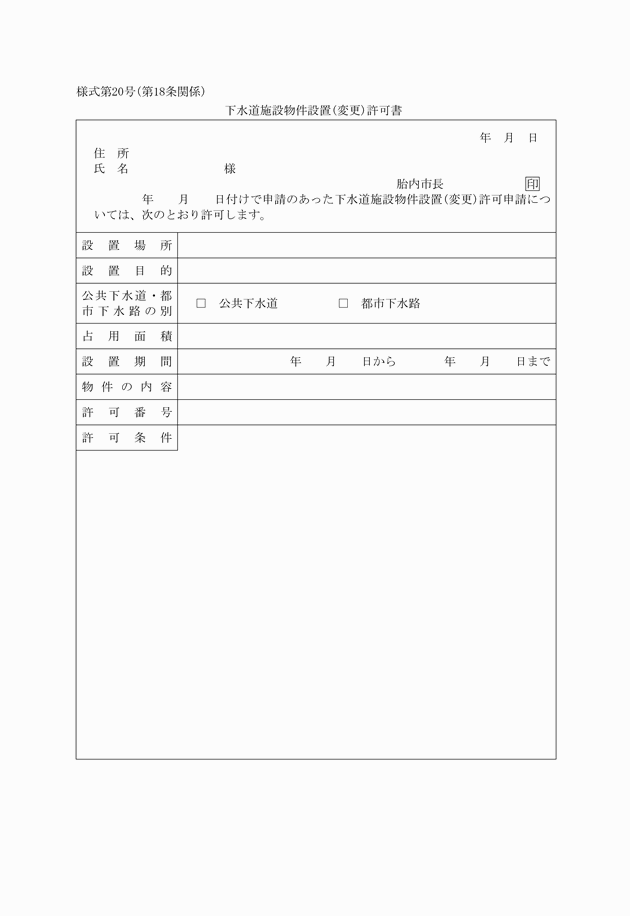 様式第20号(第18条関係)
下水道施設物件設置(変更)許可書
年　月　日
住　所
氏　名　　　　　　　　様
胎内市長　　　　　　　印
年　　月　　日付けで申請のあった下水道施設物件設置(変更)許可申請につ
いては、次のとおり許可します。
設置場所
設置目的
公共下水道・都
市下水路の別
□　公共下水道　　　　　□　都市下水路
占用面積
設置期間　　　　　年　　月　　日から　　　　年　　月　　日まで
物件の内容
許可番号
許可条件